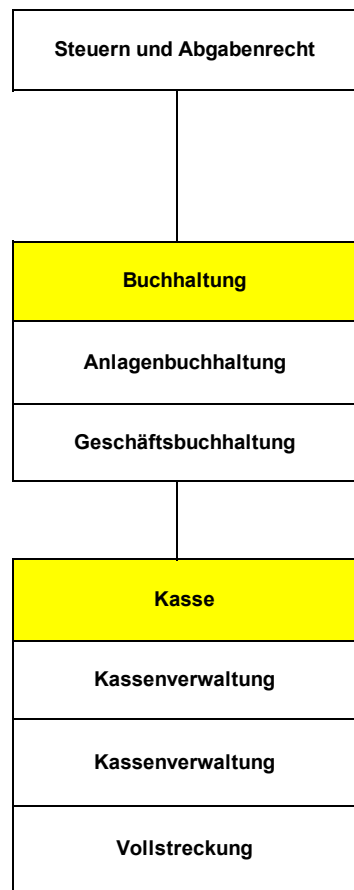 Steuern und Abgabenrecht
Buchhaltung
Anlagenbuchhaltung
Geschäftsbuchhaltung
Kasse
Kassenverwaltung
Kassenverwaltung
Vollstreckung